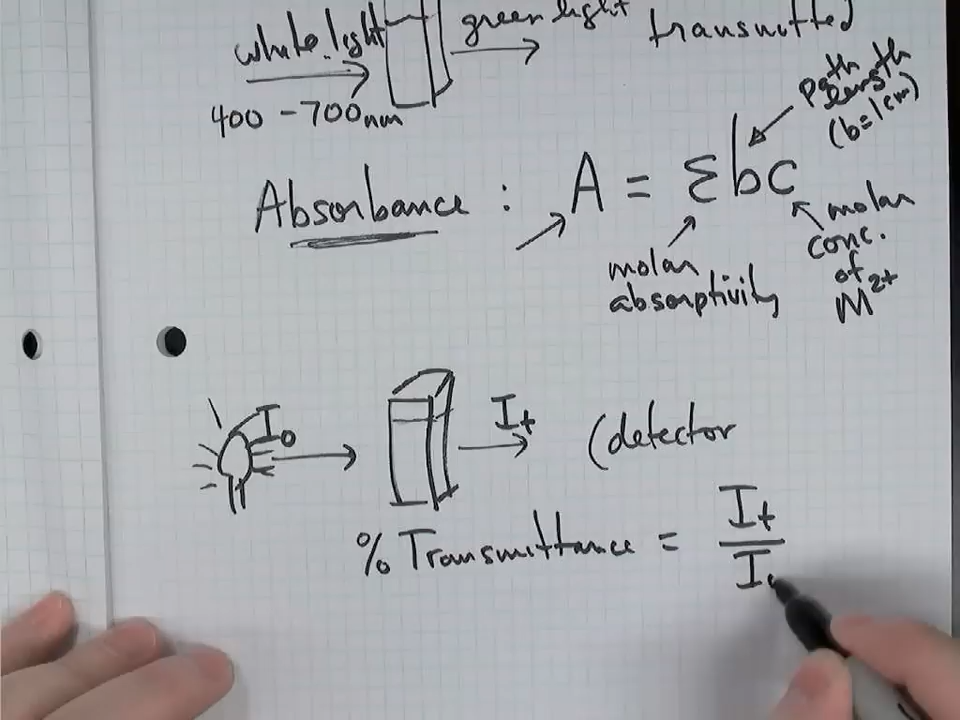 white light green light transmitted
400 - 700nm
Path
length
(b=1cm)
Absorbance : A = Ɛbc
molar
absorptivity
molar
conc.
of
M2+
I0 It (detector
% Transmittance = It
I0